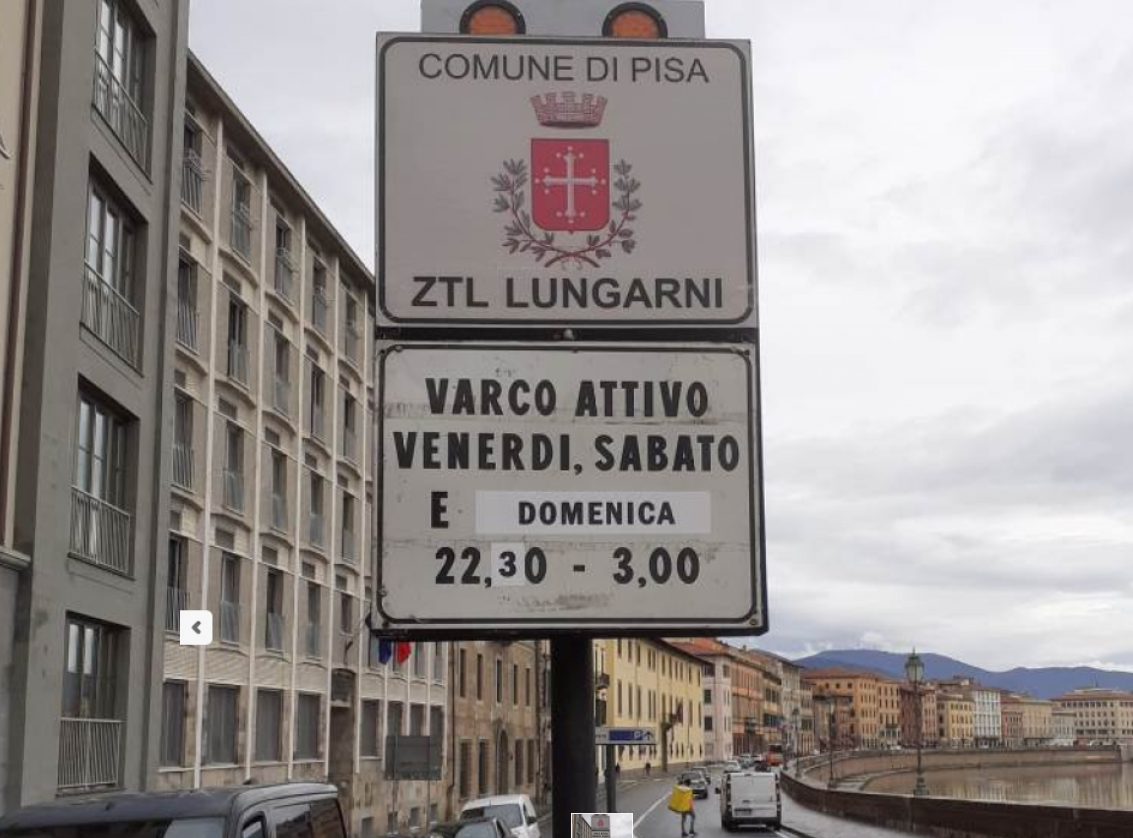 COMUNE DI PISA
ZTL LUNGARNI
VARCO ATTIVO
VENERDI, SABATO
E DOMENICA
22,30 - 3,00